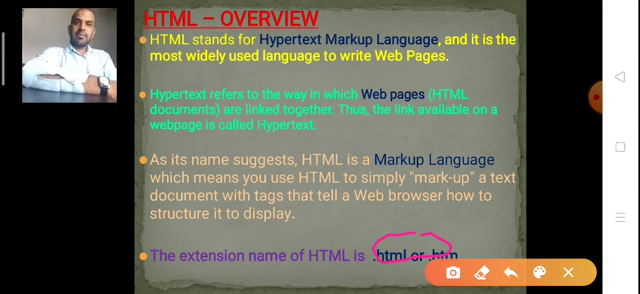 HTML – OVERVIEW
HTML stands for Hypertext Markup Language, and it is the
most widely used language to write Web Pages.
Hypertext refers to the way in which Web pages (HTML
documents) are linked together. Thus, the link available on a
webpage is called Hypertext.
As its name suggests, HTML is a Markup Language
which means you use HTML to simply "mark-up" a text
document with tags that tell a Web browser how to
structure it to display.
The extension name of HTML is .html or .htm